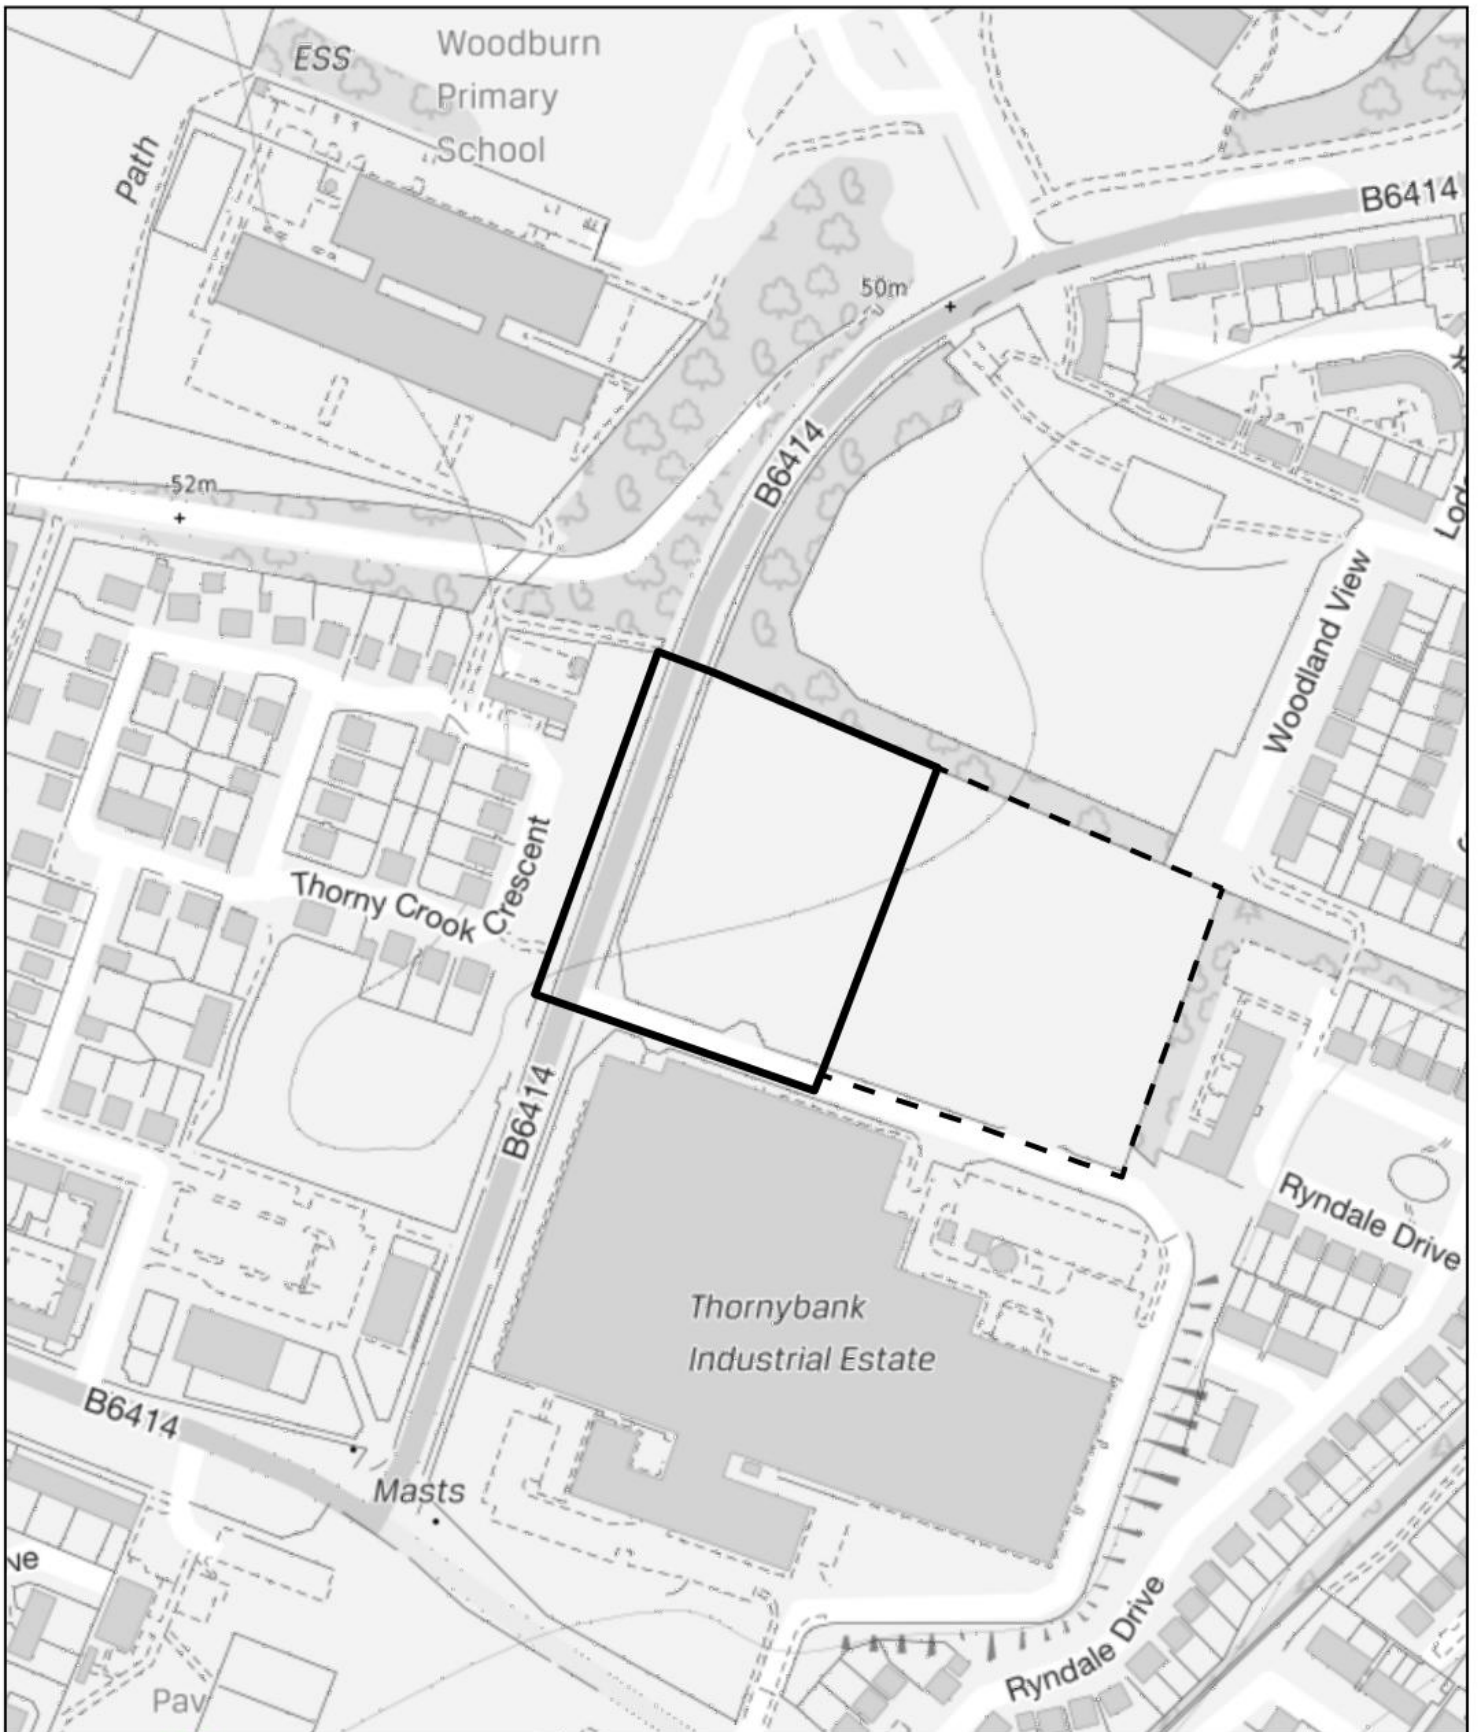 ESS
Woodburn
Primary
School
Path
B6414
50m
B6414
52m
Woodland View
Thorny Crook Crescent
B6414
Ryndale Drive
Thornybank
Industrial Estate
B6414
Masts
Ryndale Drive
Pav